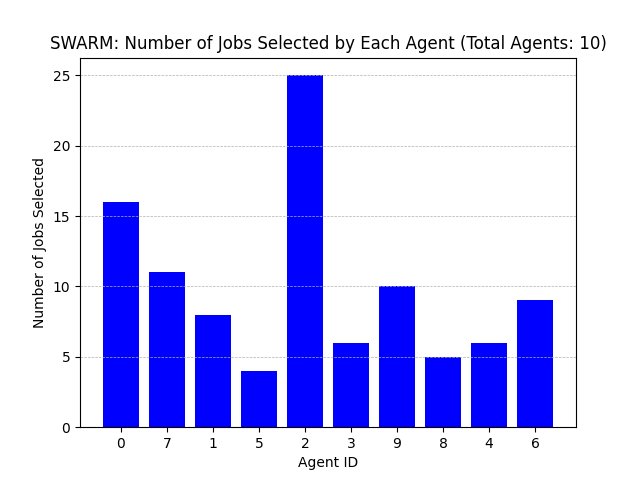 SWARM: Number of Jobs Selected by Each Agent (Total Agents: 10)
Number of Jobs Selected
25
20
15
10
5
0
0 7 1 5 2 3 9 8 4 6
Agent ID